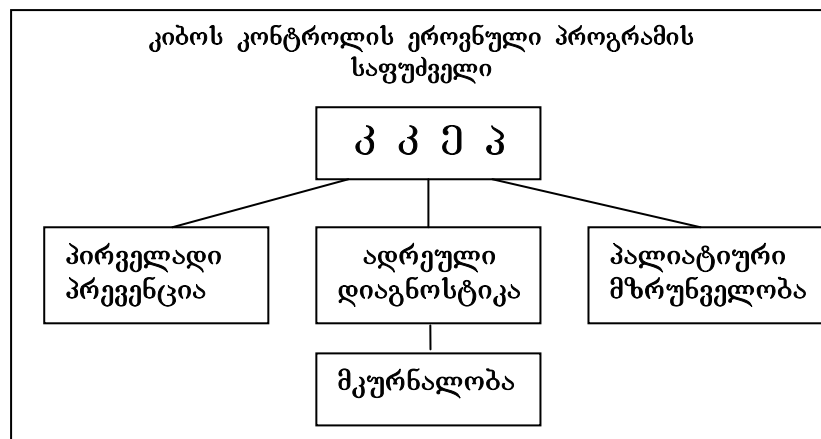 კიბოს კონტროლის ეროვნული პროგრამის
საფუძველი
კ კ ე პ
პირველადი
პრევენცია
ადრეული
დიაგნოსტიკა
პალიატიური
მზრუნველობა
მკურნალობა